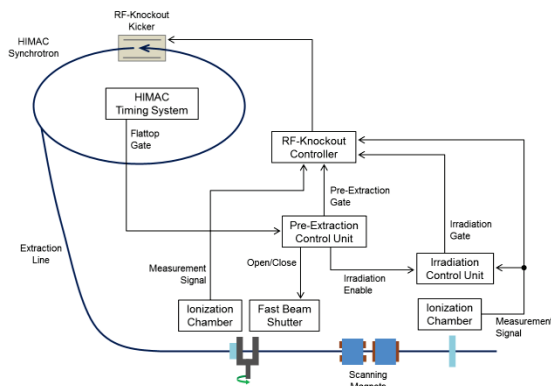 RF-Knockout
Kicker
HIMAC
Synchrotron
HIMAC
Timing System
Flattop
Gate
RF-Knockout
Controller
Pre-Extraction
Gate
Irradiation
Gate
Pre-Extraction
Control Unit
Extraction
Line
Measurement
Signal
Open/Close
Irradiation
Enable
Irradiation
Control Unit
Ionization
Chamber
Fast Beam
Shutter
Ionization
Chamber
Measurement
Signal
Scanning
Magnets